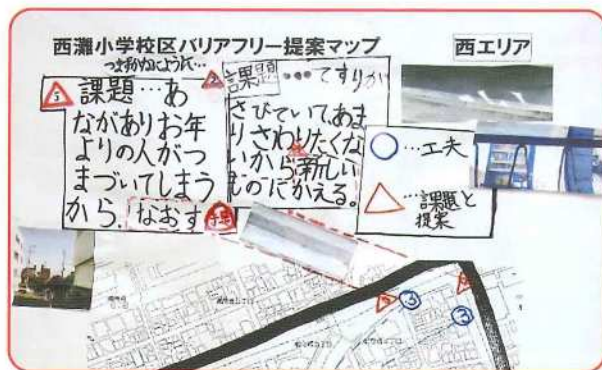 西灘小学校区バリアフリー提案マップ
西エリア
つまずかないように…
課題…あ
ながありお年
よりの人がつ
まづいてしまう
から、なおす
課題…てすりが
さびていて、あま
りさわりたくな
いから新しい
ものにかえる。
…工夫
…課題と
提案
③
③